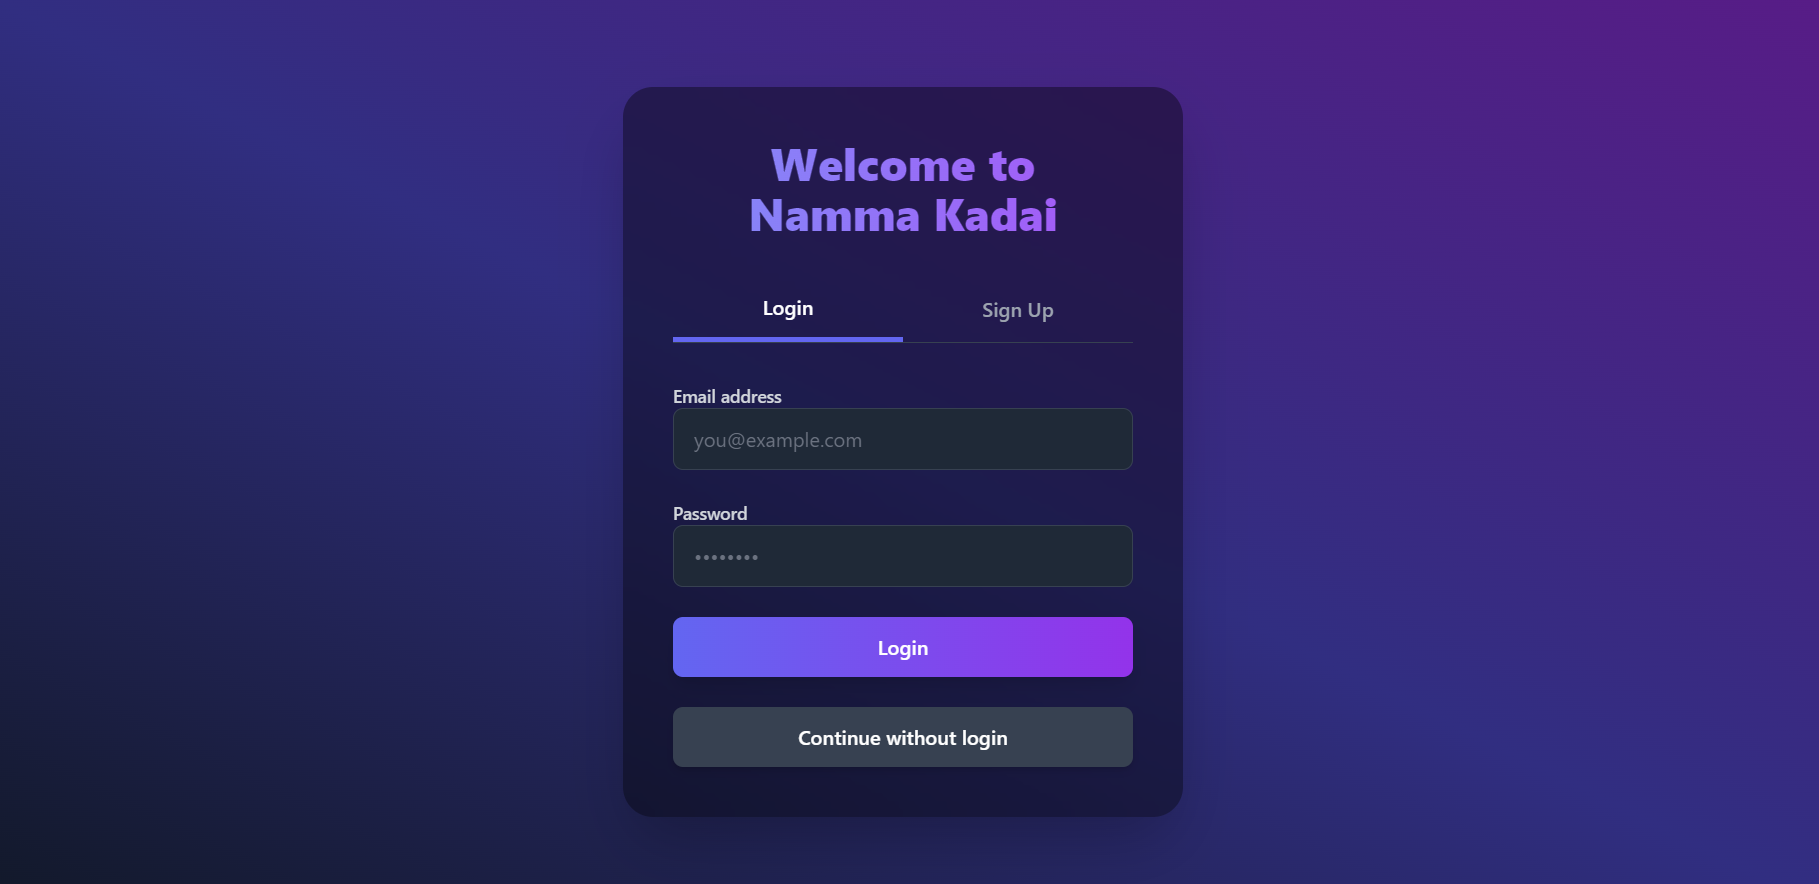 Welcome to
Namma Kadai
Login
Sign Up
Email address
you@example.com
Password
••••••••
Login
Continue without login